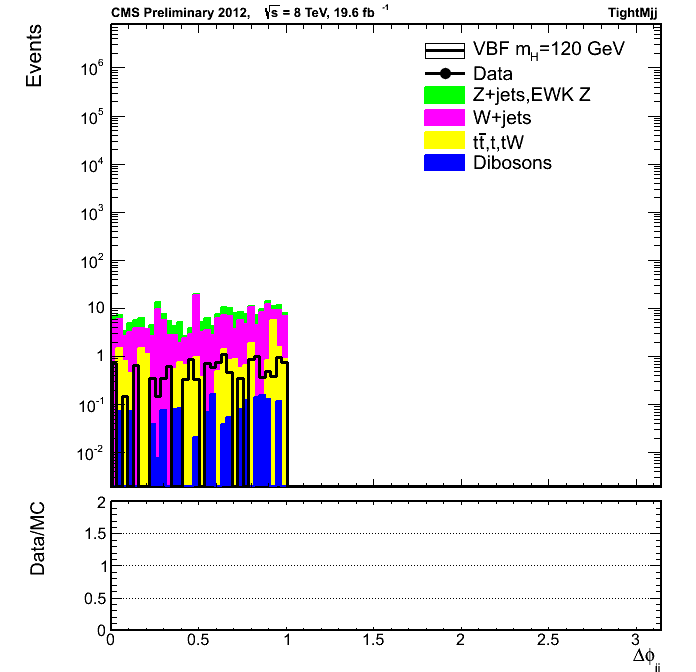 CMS Preliminary 2012, √s = 8 TeV, 19.6 fb⁻¹ TightMjj
Events
10⁶
10⁵
10⁴
10³
10²
10
1
10⁻¹
10⁻²
VBF m_H=120 GeV
Data
Z+jets,EWK Z
W+jets
tt̄,t,tW
Dibosons
Data/MC
2
1.5
1
0.5
0
0 0.5 1 1.5 2 2.5 3
Δϕ_jj